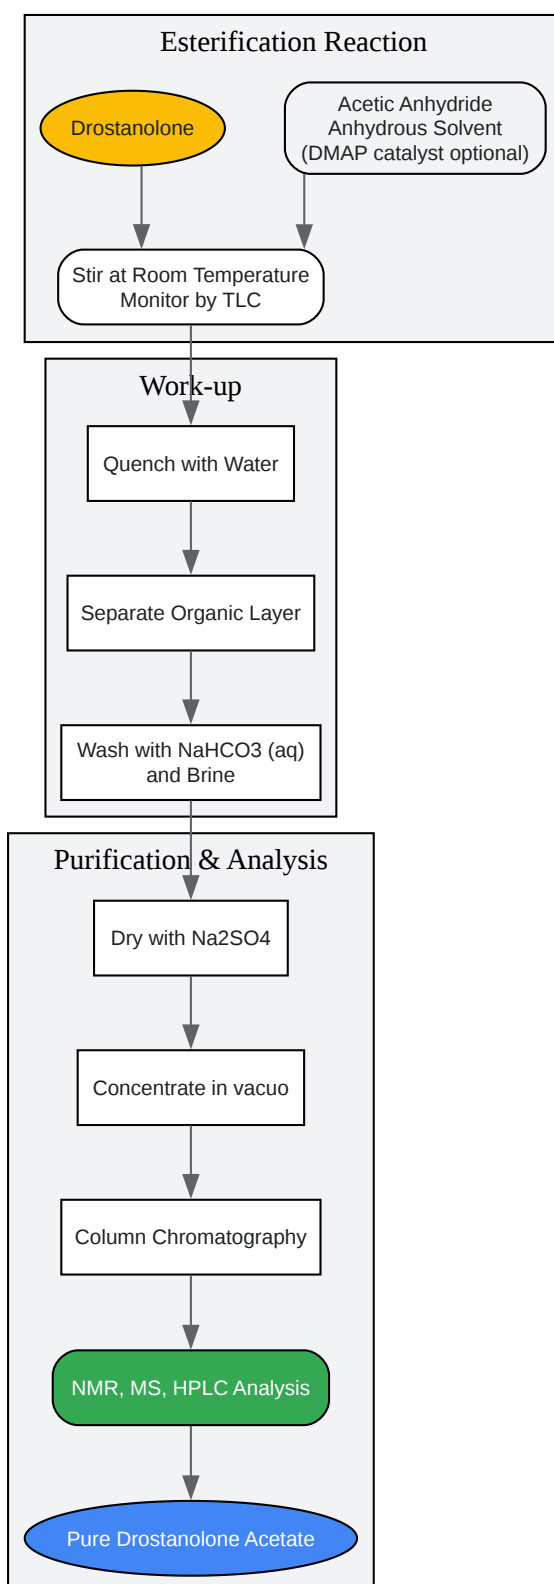 Esterification Reaction
Drostanolone
Acetic Anhydride
Anhydrous Solvent
(DMAP catalyst optional)
Stir at Room Temperature
Monitor by TLC
Work-up
Quench with Water
Separate Organic Layer
Wash with NaHCO3 (aq)
and Brine
Purification & Analysis
Dry with Na2SO4
Concentrate in vacuo
Column Chromatography
NMR, MS, HPLC Analysis
Pure Drostanolone Acetate